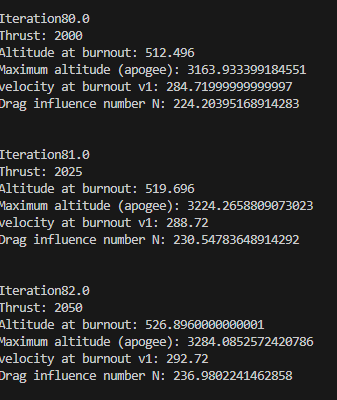 Iteration80.0
Thrust: 2000
Altitude at burnout: 512.496
Maximum altitude (apogee): 3163.933399184551
velocity at burnout v1: 284.71999999999997
Drag influence number N: 224.20395168914283
Iteration81.0
Thrust: 2025
Altitude at burnout: 519.696
Maximum altitude (apogee): 3224.2658809073023
velocity at burnout v1: 288.72
Drag influence number N: 230.54783648914292
Iteration82.0
Thrust: 2050
Altitude at burnout: 526.8960000000001
Maximum altitude (apogee): 3284.0852572420786
velocity at burnout v1: 292.72
Drag influence number N: 236.9802241462858